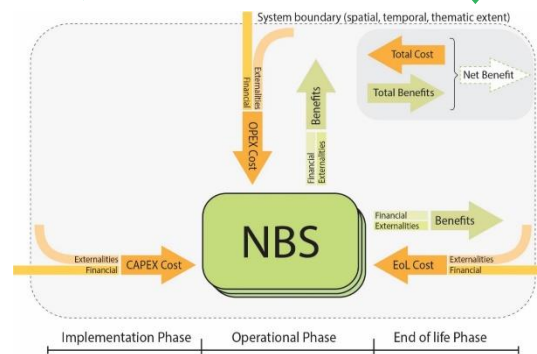 System boundary (spatial, temporal, thematic extent)
Total Cost
Total Benefits
Net Benefit
Financial
Externalities
OPEX Cost
Benefits
Financial
Externalities
NBS
Externalities
Financial
CAPEX Cost
Financial
Externalities
Benefits
EoL Cost
Externalities
Financial
Implementation Phase
Operational Phase
End of life Phase